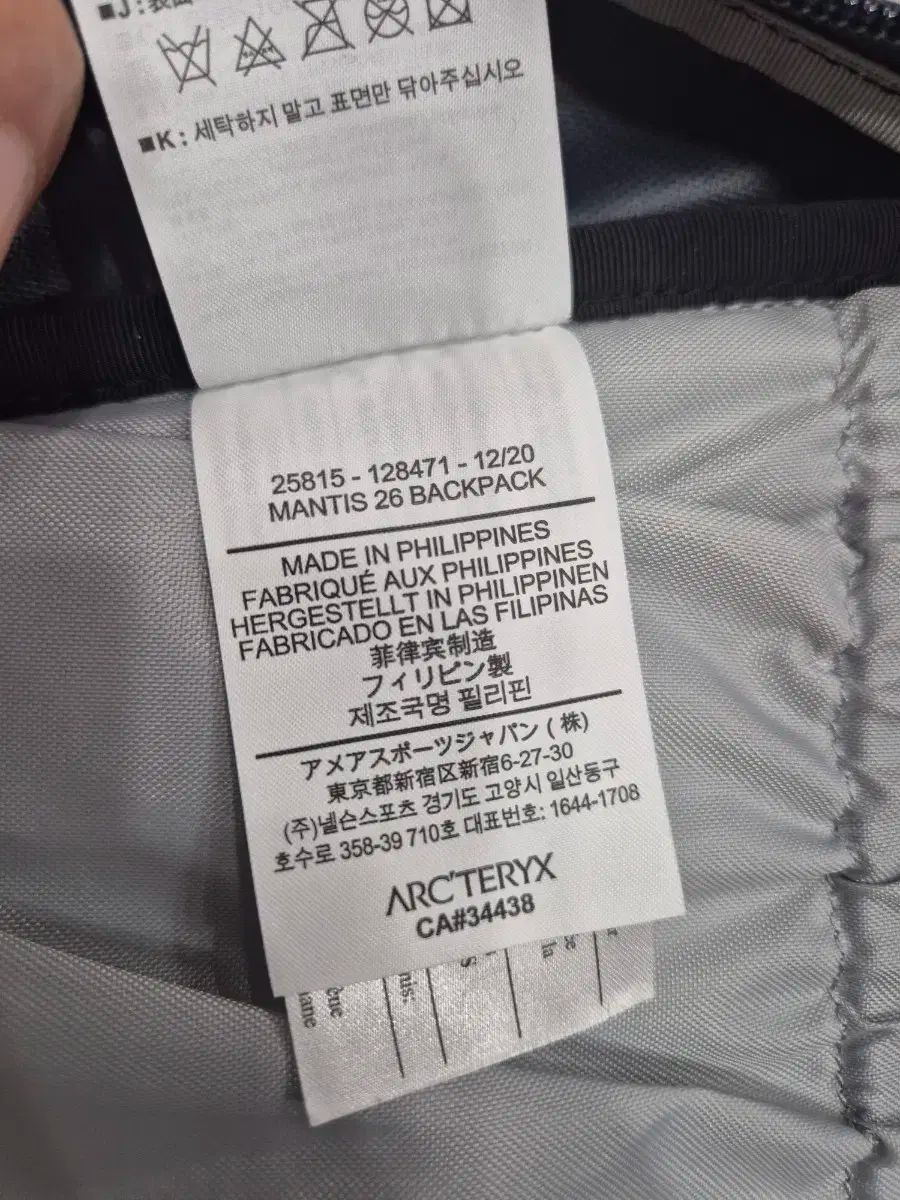 ■J : 表面
■K : 세탁하지 말고 표면만 닦아주십시오
25815 - 128471 - 12/20
MANTIS 26 BACKPACK
MADE IN PHILIPPINES
FABRIQUÉ AUX PHILIPPINES
HERGESTELLT IN PHILIPPINEN
FABRICADO EN LAS FILIPINAS
菲律宾制造
フィリピン製
제조국명 필리핀
アメアスポーツジャパン ( 株)
東京都新宿区新宿6-27-30
(주)넬슨스포츠 경기도 고양시 일산동구
호수로 358-39 710호 대표번호: 1644-1708
ARC'TERYX
CA#34438